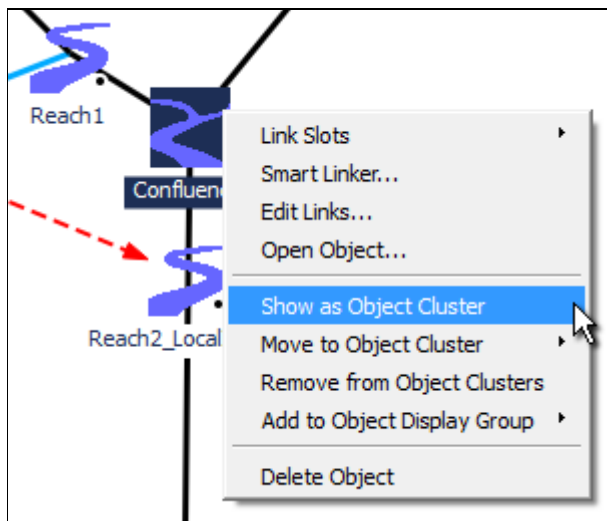 Reach1
Confluen
Reach2_Local
Link Slots
Smart Linker...
Edit Links...
Open Object...
Show as Object Cluster
Move to Object Cluster
Remove from Object Clusters
Add to Object Display Group
Delete Object